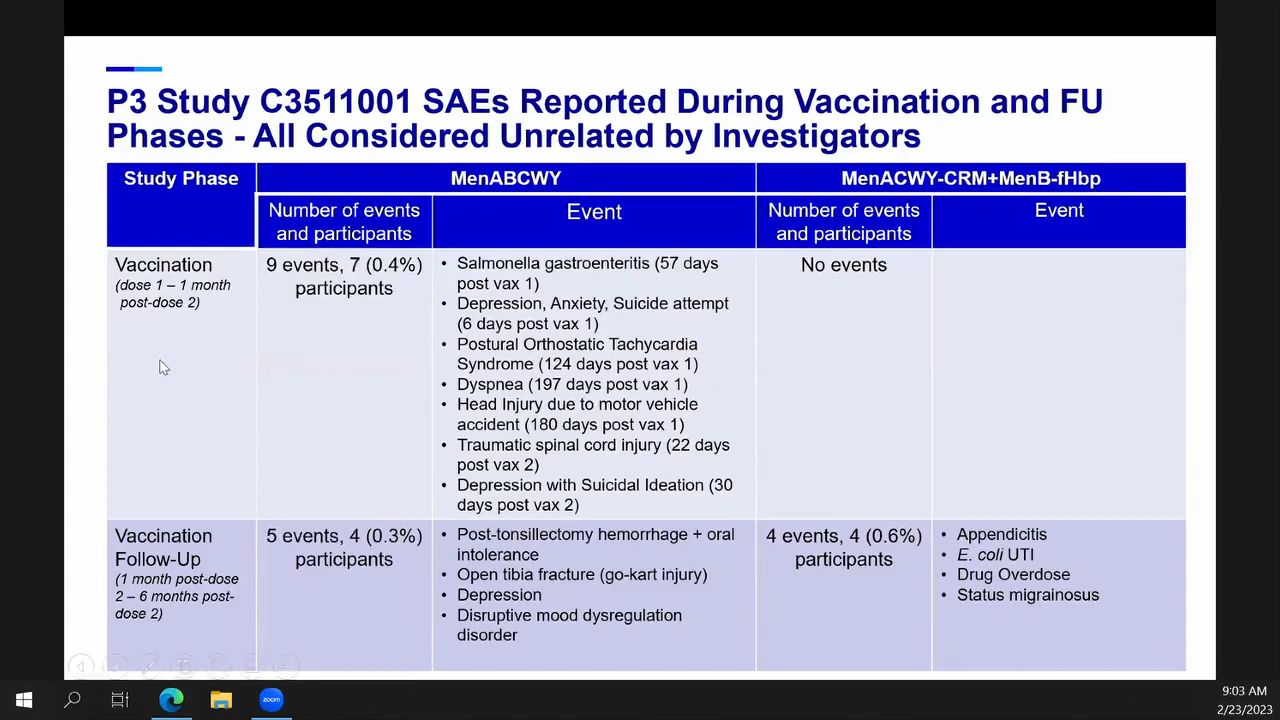 P3 Study C3511001 SAEs Reported During Vaccination and FU
Phases - All Considered Unrelated by Investigators
Study Phase
MenABCWY
MenACWY-CRM+MenB-fHbp
Number of events
and participants
Event
Number of events
and participants
Event
Vaccination
(dose 1 – 1 month
post-dose 2)
9 events, 7 (0.4%)
participants
• Salmonella gastroenteritis (57 days
post vax 1)
• Depression, Anxiety, Suicide attempt
(6 days post vax 1)
• Postural Orthostatic Tachycardia
Syndrome (124 days post vax 1)
• Dyspnea (197 days post vax 1)
• Head Injury due to motor vehicle
accident (180 days post vax 1)
• Traumatic spinal cord injury (22 days
post vax 2)
• Depression with Suicidal Ideation (30
days post vax 2)
No events
Vaccination
Follow-Up
(1 month post-dose
2 – 6 months post-
dose 2)
5 events, 4 (0.3%)
participants
• Post-tonsillectomy hemorrhage + oral
intolerance
• Open tibia fracture (go-kart injury)
• Depression
• Disruptive mood dysregulation
disorder
4 events, 4 (0.6%)
participants
• Appendicitis
• E. coli UTI
• Drug Overdose
• Status migrainosus
zoom
9:03 AM
2/23/2023